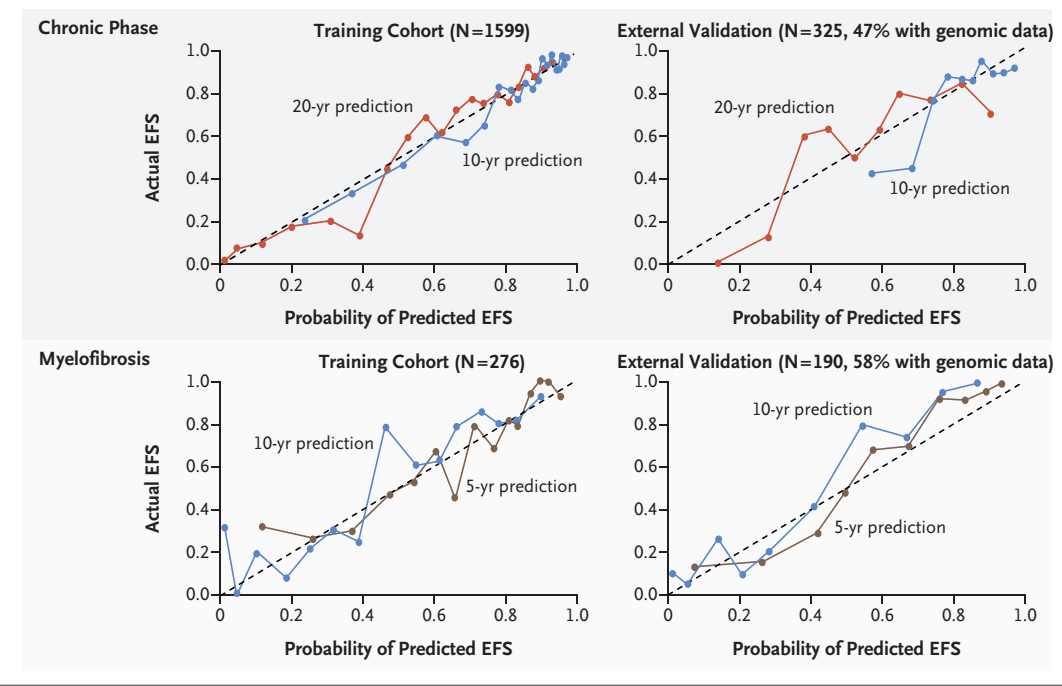 Chronic Phase
Training Cohort (N=1599)
External Validation (N=325, 47% with genomic data)
Actual EFS
1.0
0.8
0.6
0.4
0.2
0.0
20-yr prediction
10-yr prediction
0
0.2
0.4
0.6
0.8
1.0
Probability of Predicted EFS
1.0
0.8
0.6
0.4
0.2
0.0
20-yr prediction
10-yr prediction
0
0.2
0.4
0.6
0.8
1.0
Probability of Predicted EFS
Myelofibrosis
Training Cohort (N=276)
External Validation (N=190, 58% with genomic data)
Actual EFS
1.0
0.8
0.6
0.4
0.2
0.0
10-yr prediction
5-yr prediction
0
0.2
0.4
0.6
0.8
1.0
Probability of Predicted EFS
1.0
0.8
0.6
0.4
0.2
0.0
10-yr prediction
5-yr prediction
0
0.2
0.4
0.6
0.8
1.0
Probability of Predicted EFS